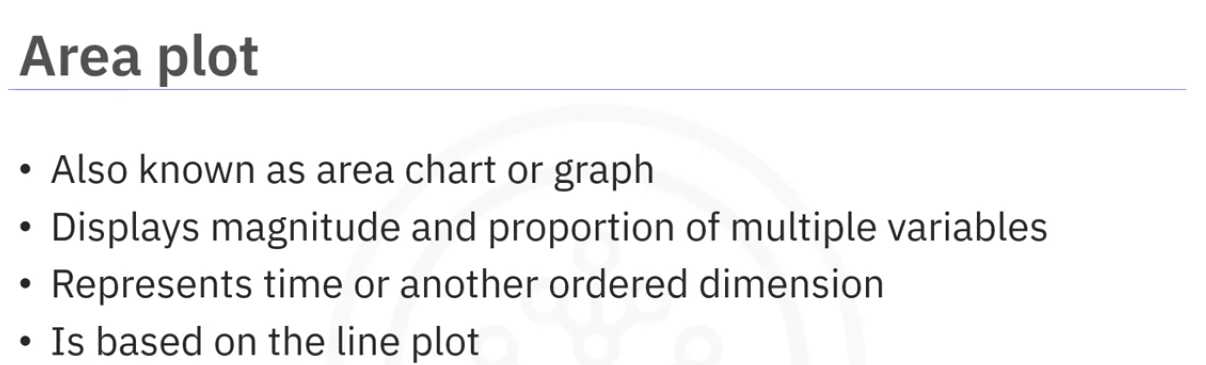 Area plot
• Also known as area chart or graph
• Displays magnitude and proportion of multiple variables
• Represents time or another ordered dimension
• Is based on the line plot